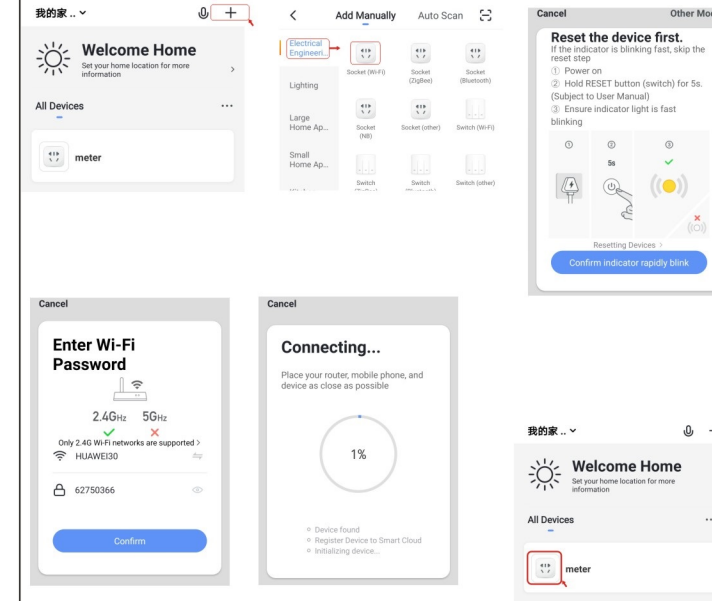 我的家 ..
Welcome Home
Set your home location for more
information
All Devices
meter
Add Manually
Auto Scan
Electrical
Engineeri...
Lighting
Large
Home Ap...
Small
Home Ap...
Socket (Wi-Fi)
Socket
(ZigBee)
Socket
(Bluetooth)
Socket
(NB)
Socket (other)
Switch (Wi-Fi)
Switch
Switch
Switch (other)
Cancel
Other Mod
Reset the device first.
If the indicator is blinking fast, skip the
reset step
① Power on
② Hold RESET button (switch) for 5s.
(Subject to User Manual)
③ Ensure indicator light is fast
blinking
① ② ③
5s
Resetting Devices >
Confirm indicator rapidly blink
Cancel
Enter Wi-Fi
Password
2.4GHz 5GHz
Only 2.4G Wi-Fi networks are supported >
HUAWEI30
62750366
Confirm
Cancel
Connecting...
Place your router, mobile phone, and
device as close as possible
1%
Device found
Register Device to Smart Cloud
Initializing device...
我的家 ..
Welcome Home
Set your home location for more
information
All Devices
meter